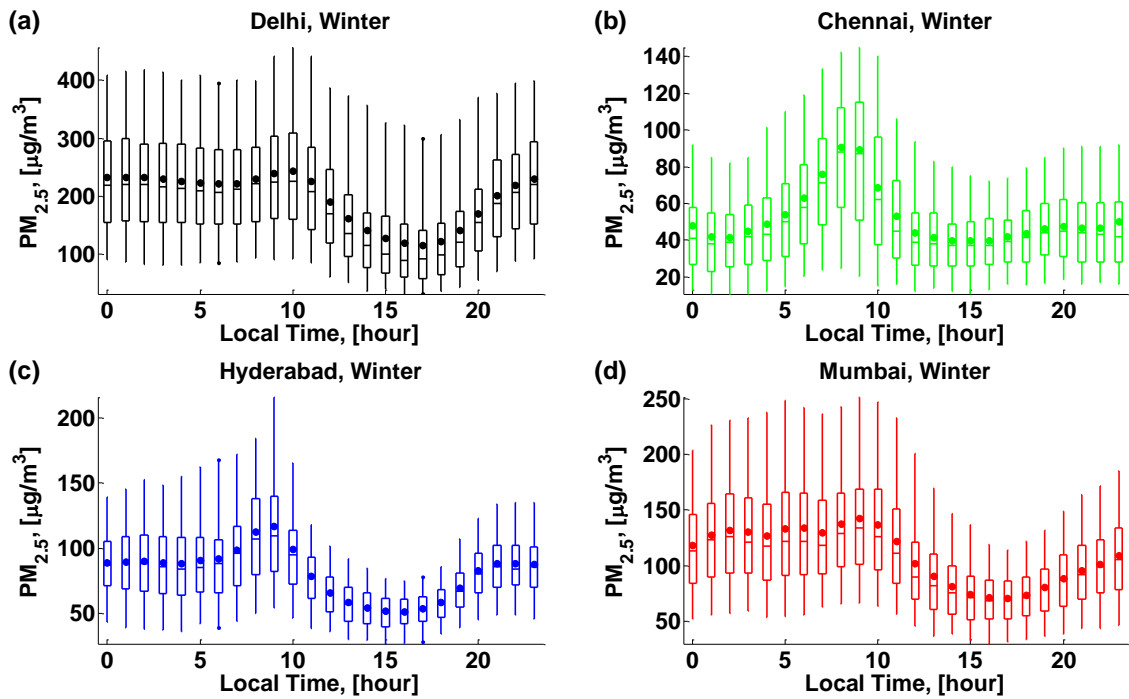 (a)
Delhi, Winter
PM2.5, [μg/m3]
400
300
200
100
0 5 10 15 20
Local Time, [hour]
(b)
Chennai, Winter
PM2.5, [μg/m3]
140
120
100
80
60
40
20
0 5 10 15 20
Local Time, [hour]
(c)
Hyderabad, Winter
PM2.5, [μg/m3]
200
150
100
50
0 5 10 15 20
Local Time, [hour]
(d)
Mumbai, Winter
PM2.5, [μg/m3]
250
200
150
100
50
0 5 10 15 20
Local Time, [hour]